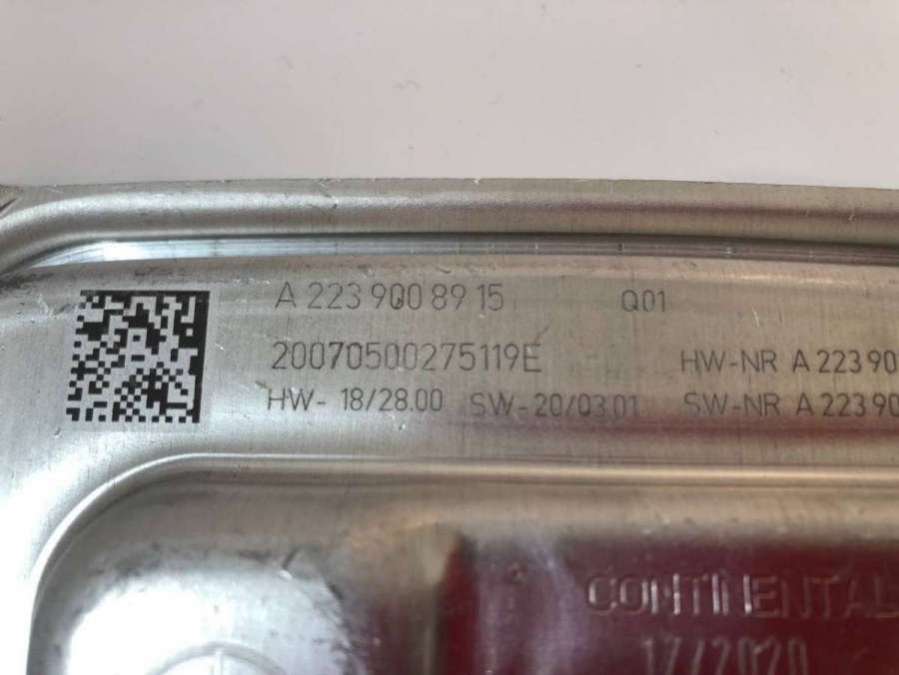 A 223 900 89 15 Q01
20070500275119E HW-NR A 223 90
HW- 18/28.00 SW-20/03.01 SW-NR A 223 90
CONTINENTAL
17/2020